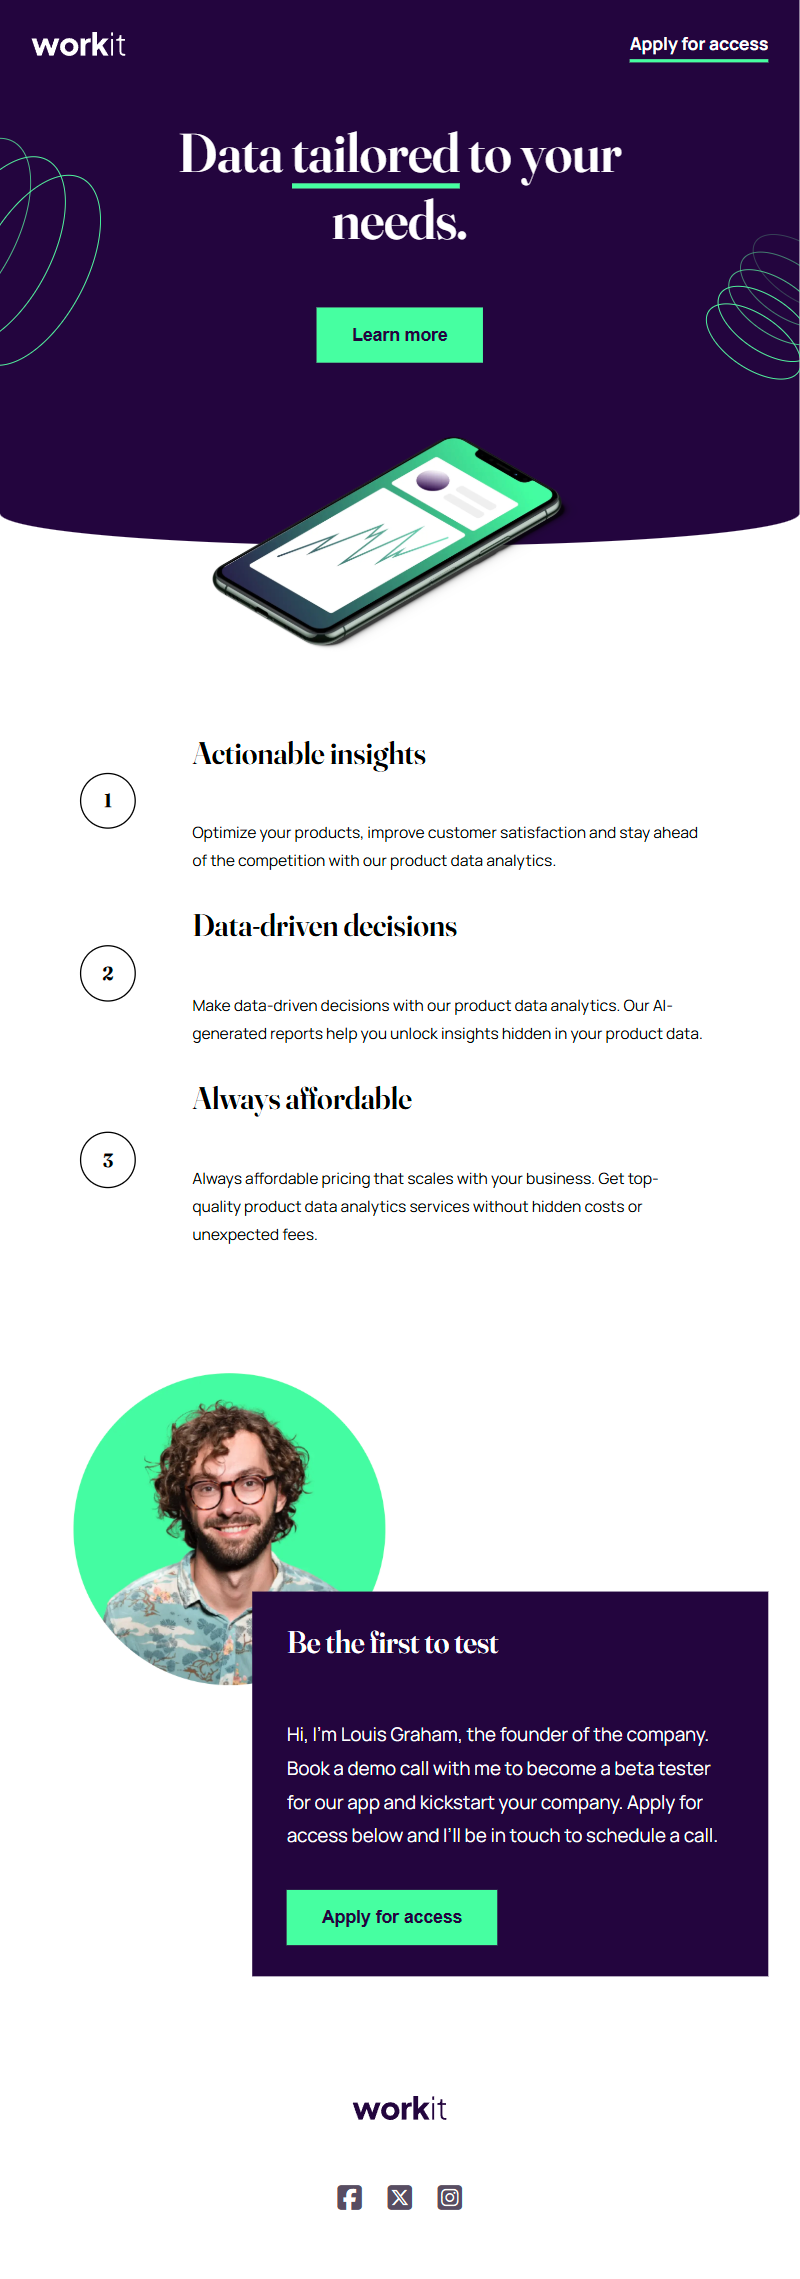 workit
Apply for access
Data tailored to your
needs.
Learn more
Actionable insights
1
Optimize your products, improve customer satisfaction and stay ahead
of the competition with our product data analytics.
Data-driven decisions
2
Make data-driven decisions with our product data analytics. Our AI-
generated reports help you unlock insights hidden in your product data.
Always affordable
3
Always affordable pricing that scales with your business. Get top-
quality product data analytics services without hidden costs or
unexpected fees.
Be the first to test
Hi, I'm Louis Graham, the founder of the company.
Book a demo call with me to become a beta tester
for our app and kickstart your company. Apply for
access below and I'll be in touch to schedule a call.
Apply for access
workit